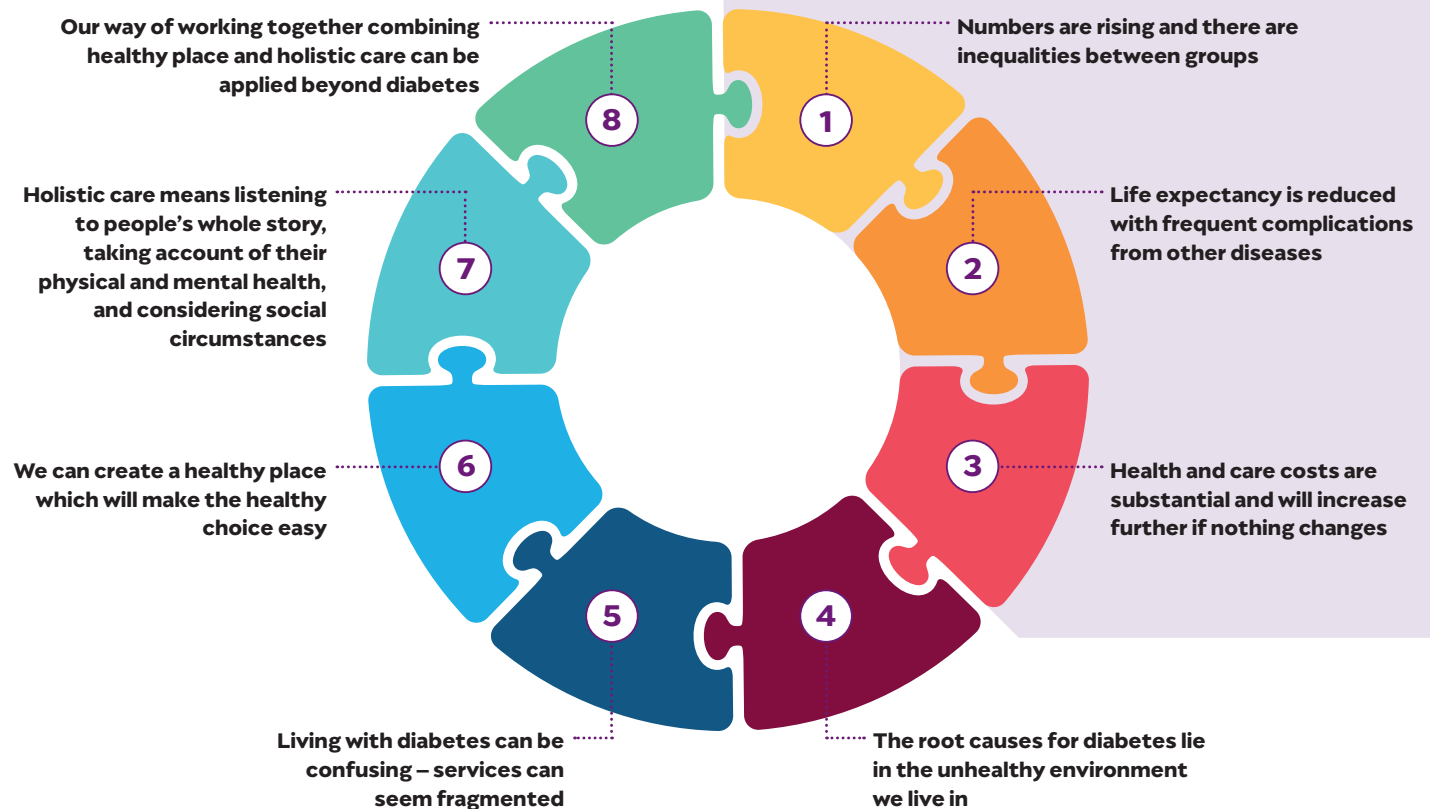 1
Numbers are rising and there are
inequalities between groups
2
Life expectancy is reduced
with frequent complications
from other diseases
3
Health and care costs are
substantial and will increase
further if nothing changes
4
The root causes for diabetes lie
in the unhealthy environment
we live in
5
Living with diabetes can be
confusing – services can
seem fragmented
6
We can create a healthy place
which will make the healthy
choice easy
7
Holistic care means listening
to people’s whole story,
taking account of their
physical and mental health,
and considering social
circumstances
8
Our way of working together combining
healthy place and holistic care can be
applied beyond diabetes